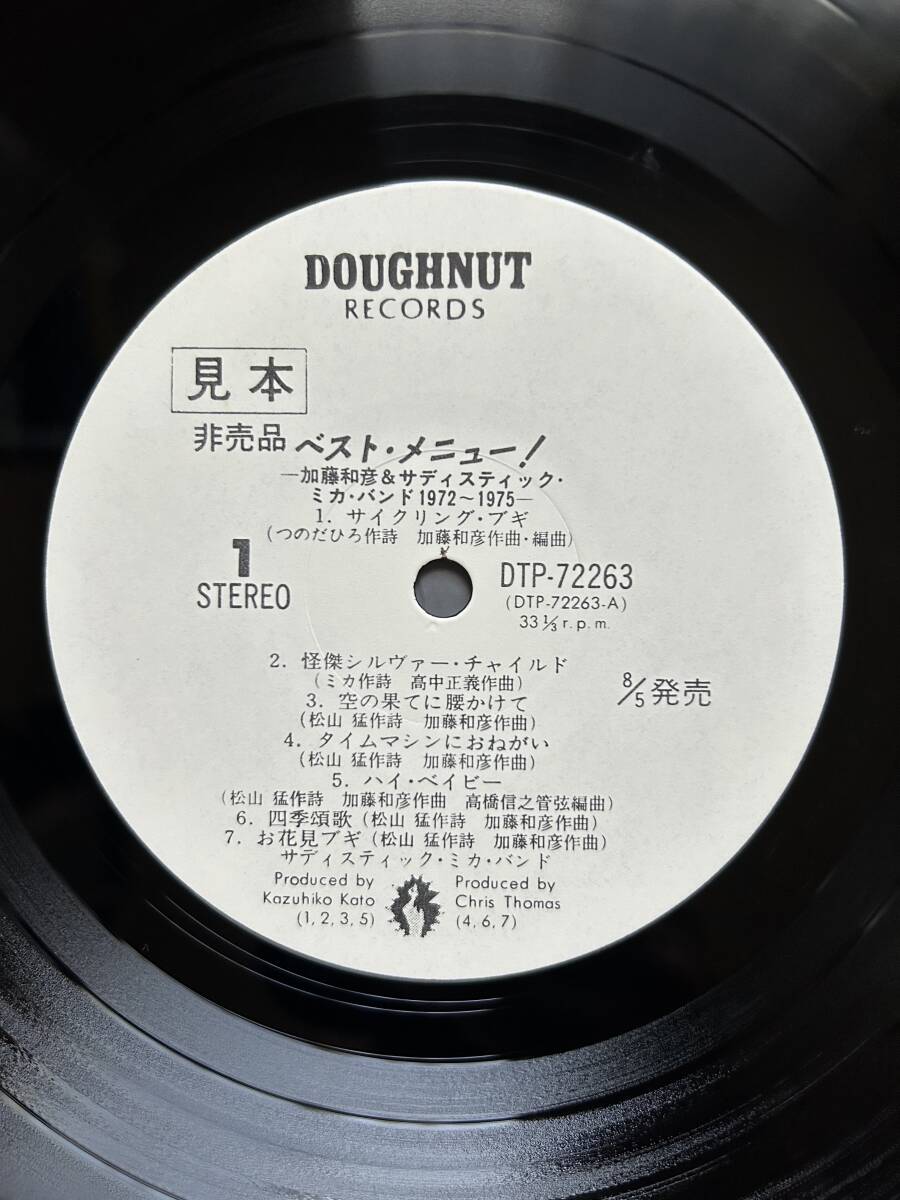 DOUGHNUT
RECORDS
見本
非売品
ベスト・メニュー!
―加藤和彦&サディスティック・
ミカ・バンド1972～1975―
1. サイクリング・ブギ
(つのだひろ作詩 加藤和彦作曲・編曲)
1
STEREO
DTP-72263
(DTP-72263-A)
33 1/3 r.p.m.
2. 怪傑シルヴァー・チャイルド
(ミカ作詩 高中正義作曲)
3. 空の果てに腰かけて
(松山 猛作詩 加藤和彦作曲)
8/5発売
4. タイムマシンにおねがい
(松山 猛作詩 加藤和彦作曲)
5. ハイ・ベイビー
(松山 猛作詩 加藤和彦作曲 高橋信之管弦編曲)
6. 四季頌歌(松山 猛作詩 加藤和彦作曲)
7. お花見ブギ(松山 猛作詩 加藤和彦作曲)
サディスティック・ミカ・バンド
Produced by
Kazuhiko Kato
(1, 2, 3, 5)
Produced by
Chris Thomas
(4, 6, 7)